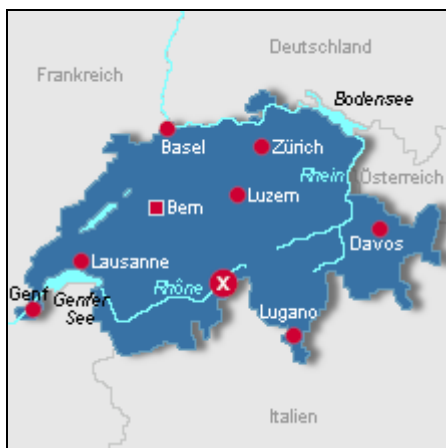 Deutschland
Frankreich
Bodensee
Basel
Zürich
Rhein
Österreich
Luzern
Bern
Davos
Lausanne
Rhône
X
Genf
Genfer
See
Lugano
Italien